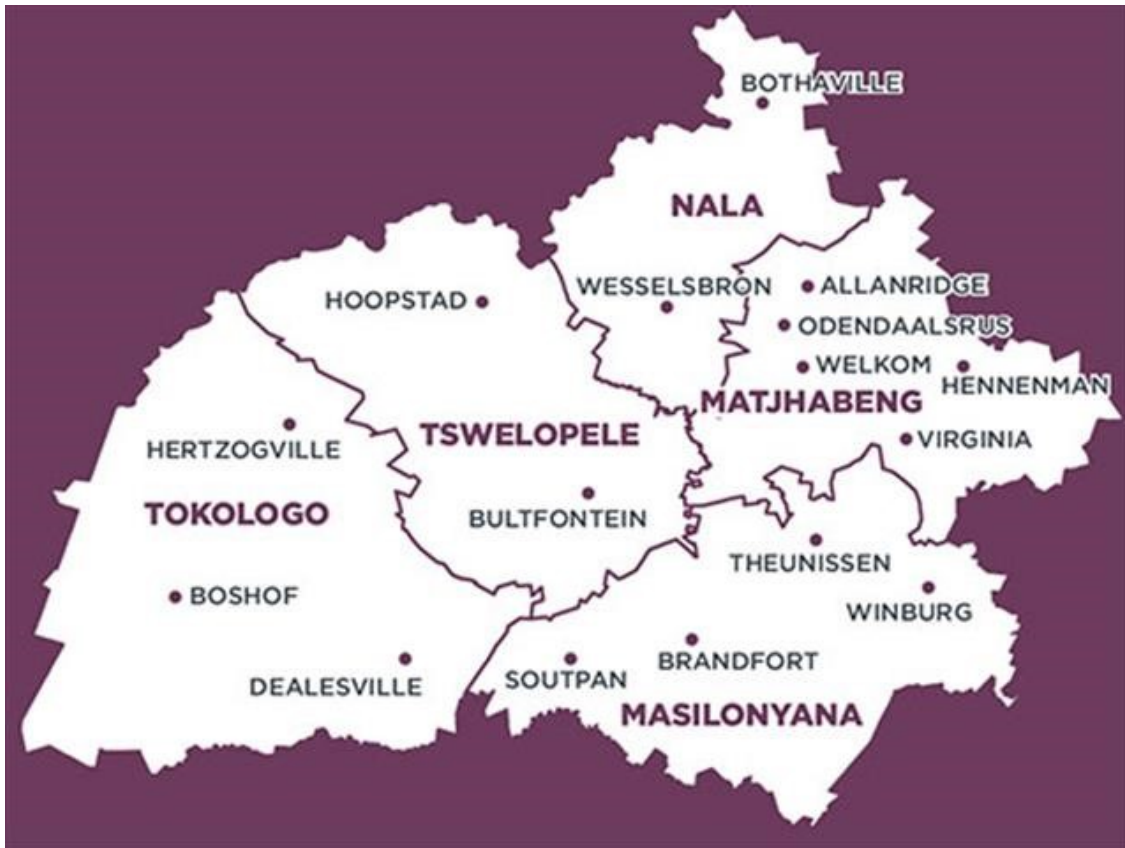 BOTHAVILLE
NALA
WESSELSBRON
ALLANRIDGE
HOOPSTAD
ODENDAALSRUS
WELKOM
HENNENMAN
MATJHABENG
TSWELOPELE
VIRGINIA
HERTZOGVILLE
TOKOLOGO
BULTFONTEIN
THEUNISSEN
BOSHOF
WINBURG
BRANDFORT
SOUTPAN
DEALESVILLE
MASILONYANA